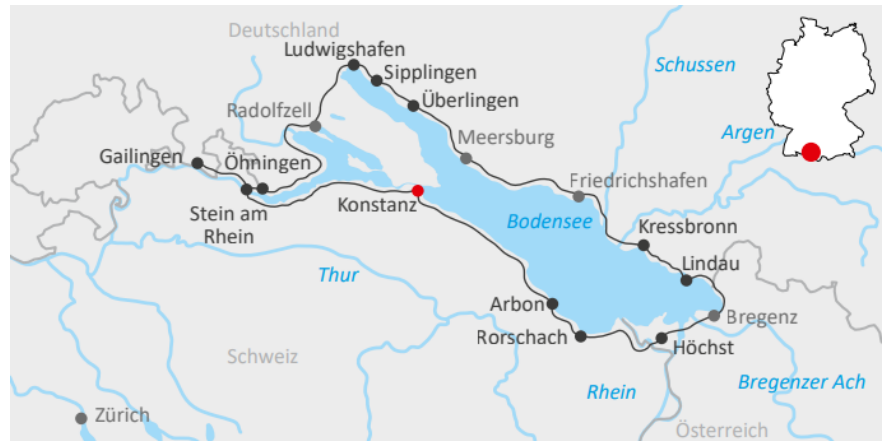 Deutschland
Ludwigshafen
Sipplingen
Schussen
Überlingen
Radolfzell
Argen
Meersburg
Gailingen
Öhningen
Friedrichshafen
Stein am
Rhein
Konstanz
Bodensee
Kressbronn
Lindau
Thur
Arbon
Bregenz
Rorschach
Höchst
Schweiz
Rhein
Bregenzer Ach
Zürich
Österreich